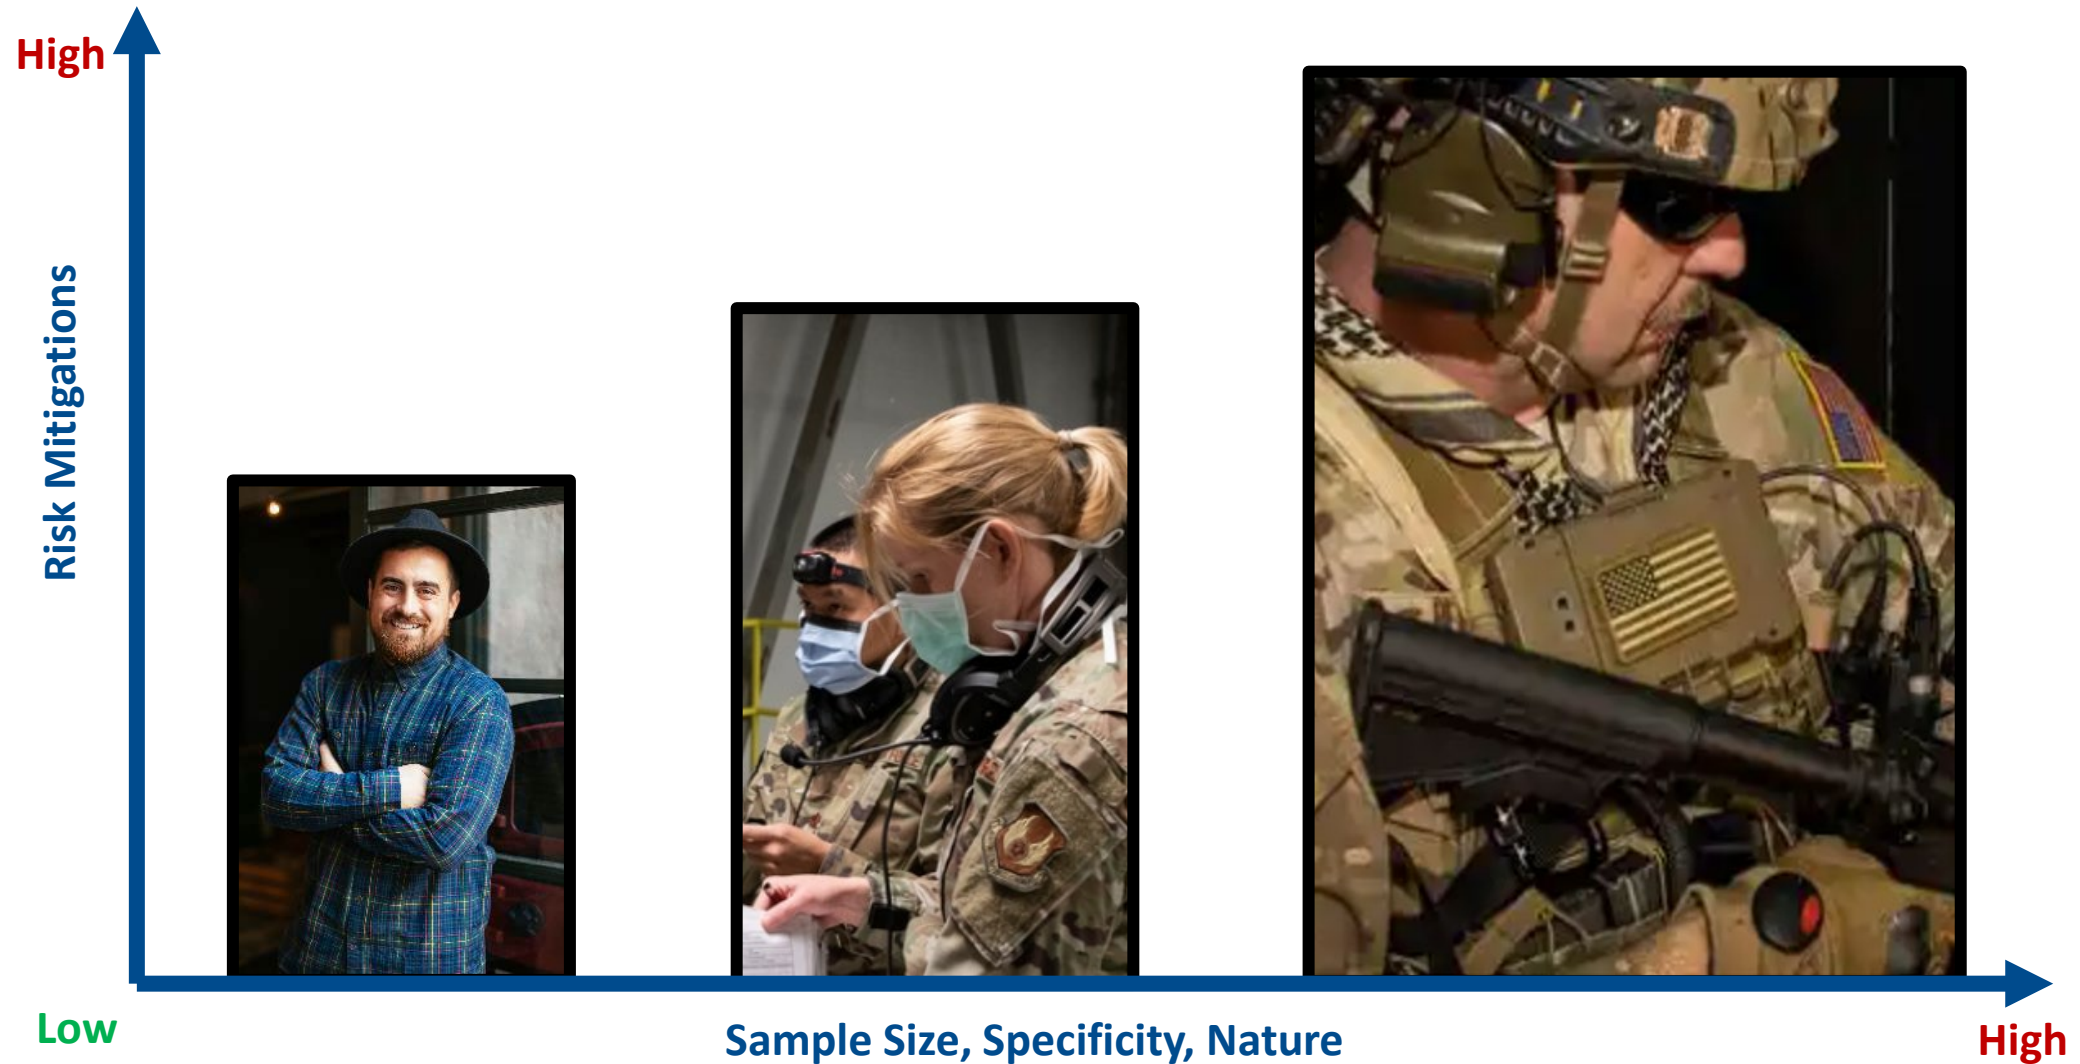 High
Risk Mitigations
Low
Sample Size, Specificity, Nature
High